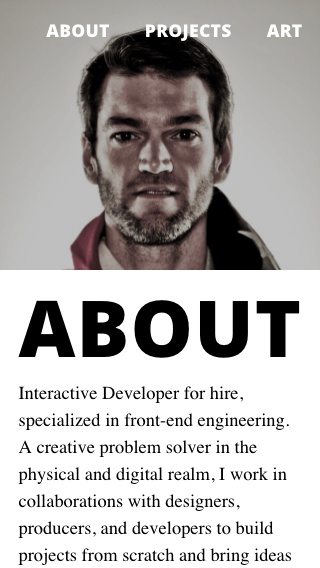 ABOUT PROJECTS ART
ABOUT
Interactive Developer for hire,
specialized in front-end engineering.
A creative problem solver in the
physical and digital realm, I work in
collaborations with designers,
producers, and developers to build
projects from scratch and bring ideas